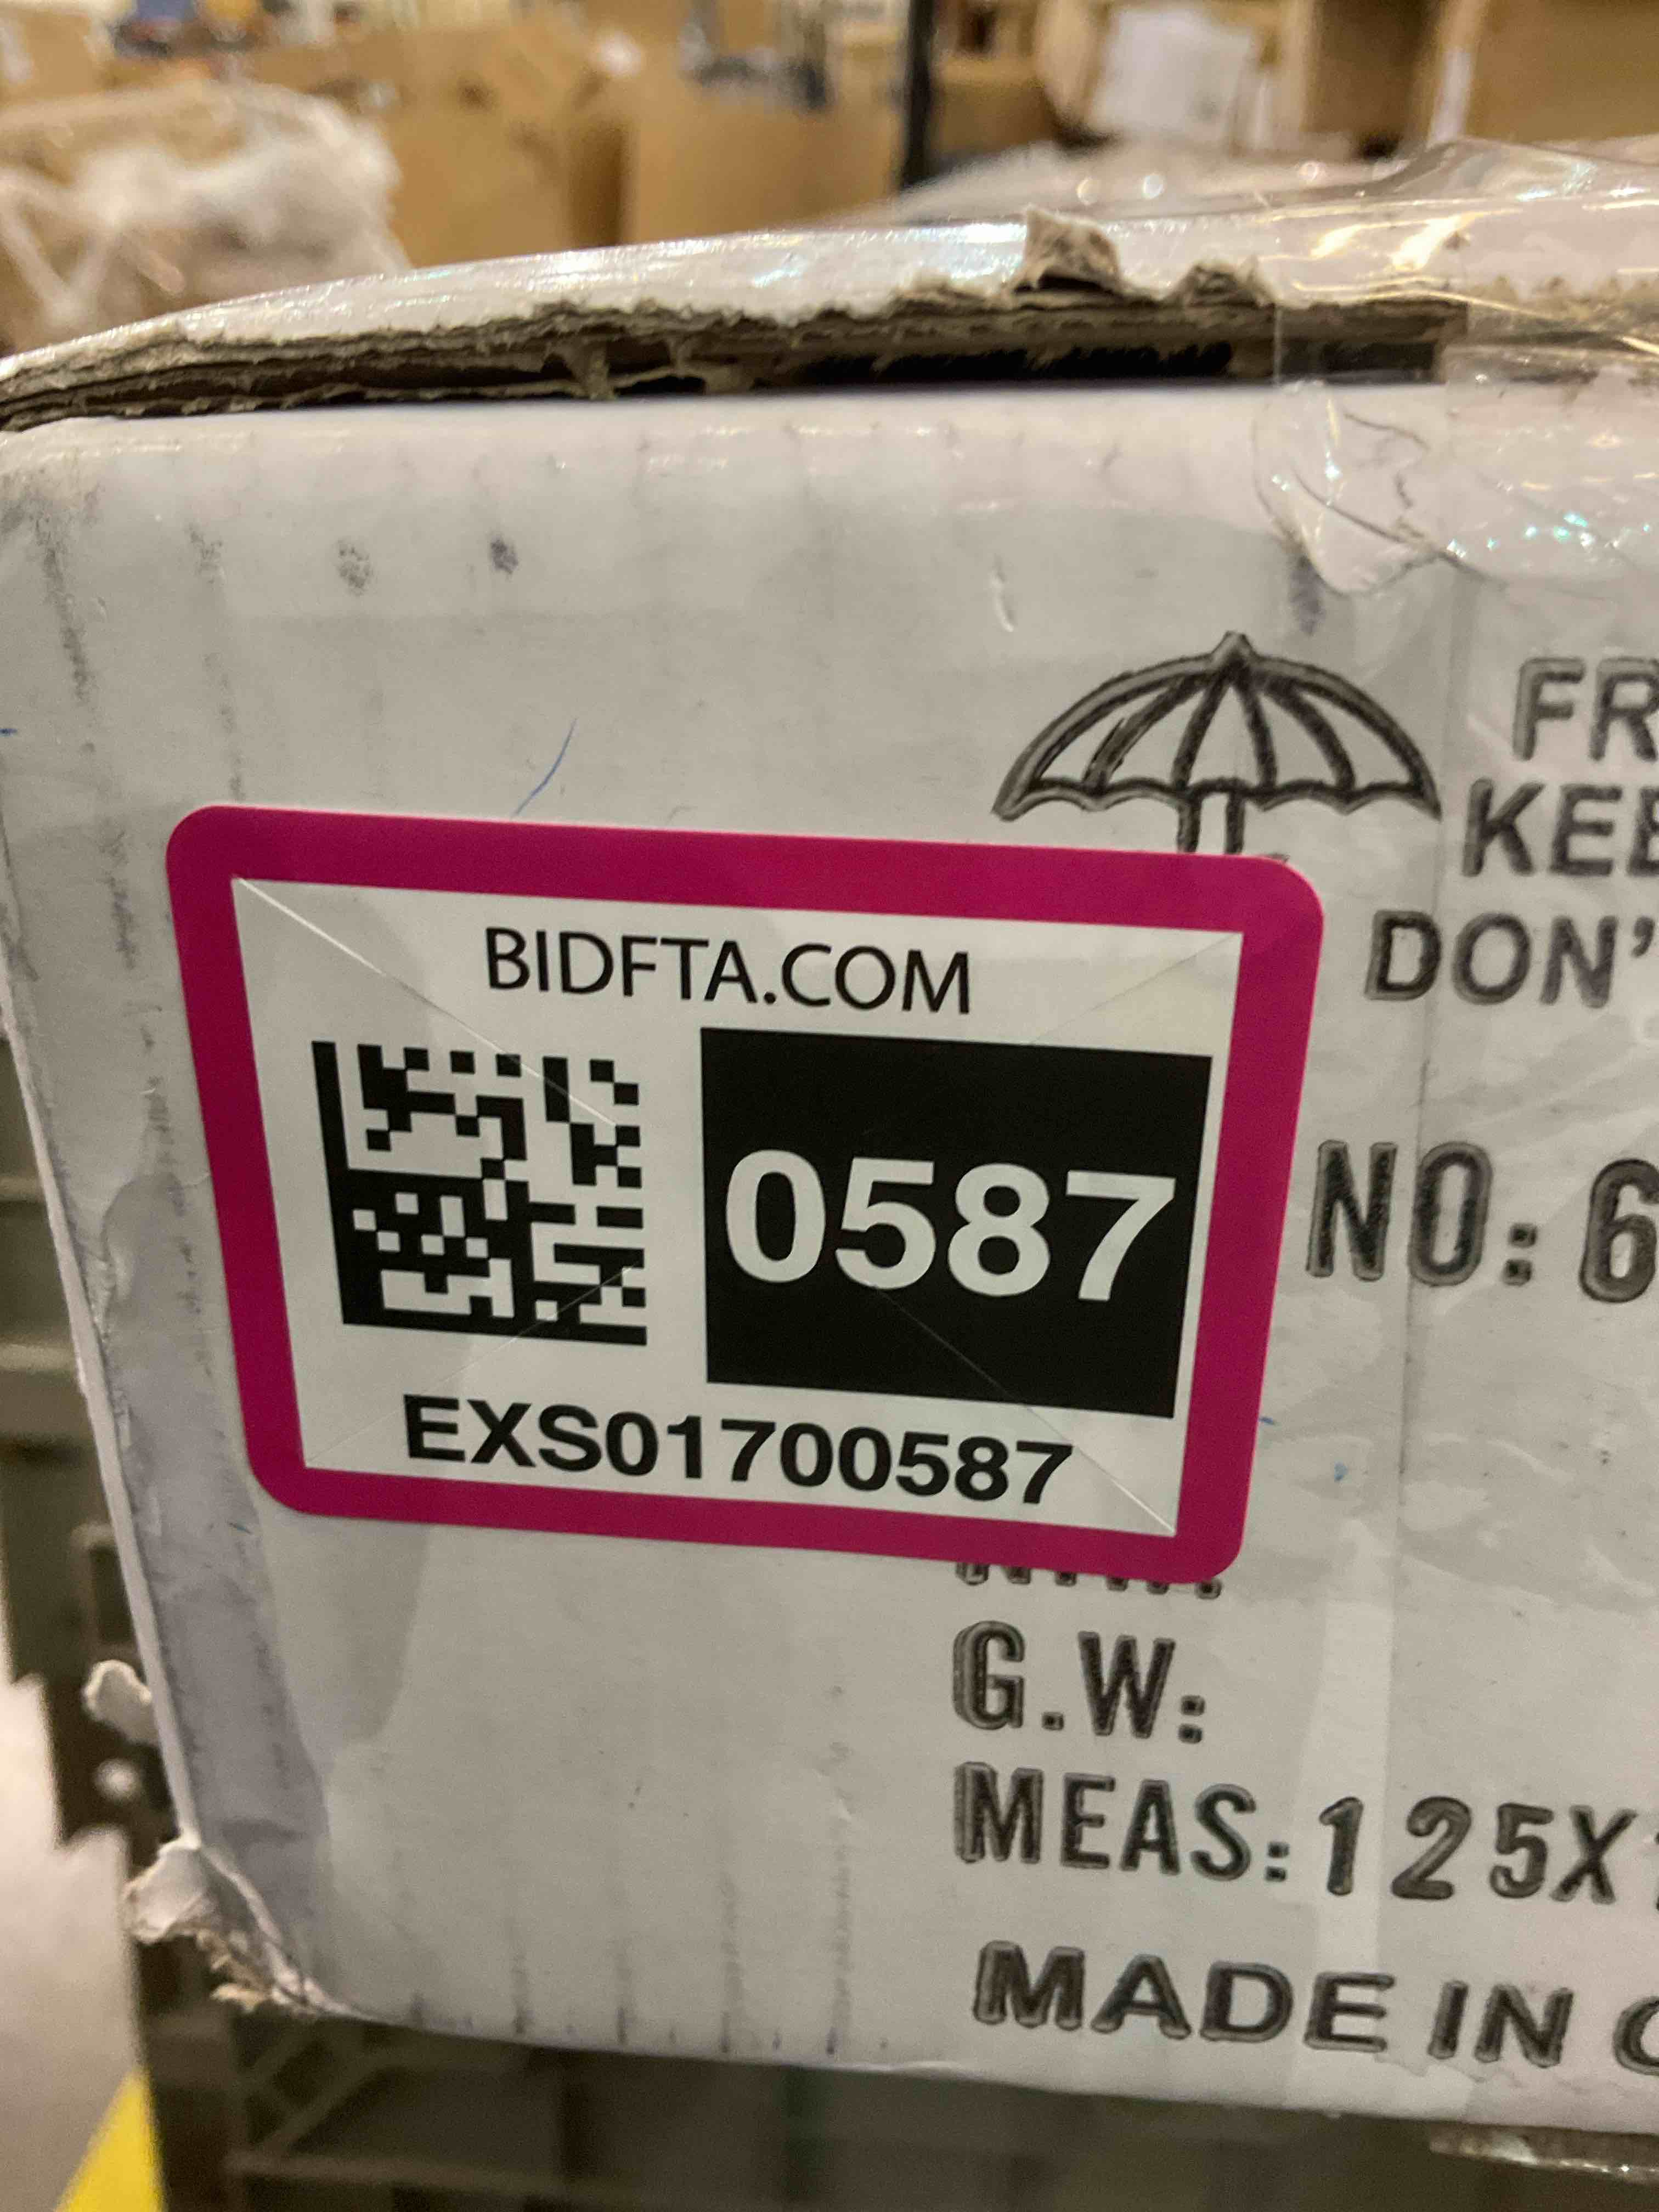 FR
KEE
DON'
BIDFTA.COM
0587
EXS01700587
NO: 6
G.W:
MEAS: 125X
MADE IN C